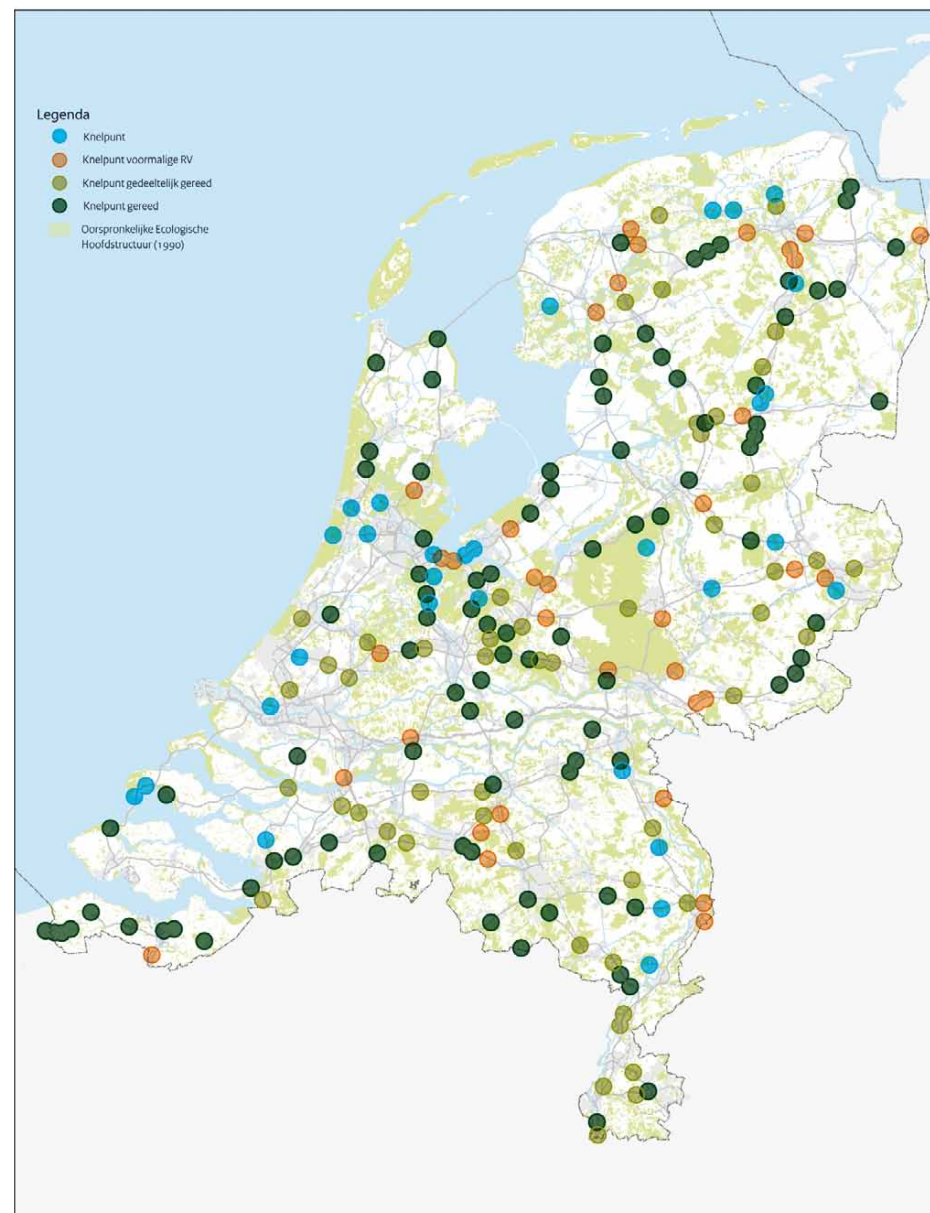 Legenda
Knelpunt
Knelpunt voormalige RV
Knelpunt gedeeltelijk gereed
Knelpunt gereed
Oorspronkelijke Ecologische
Hoofdstructuur (1990)